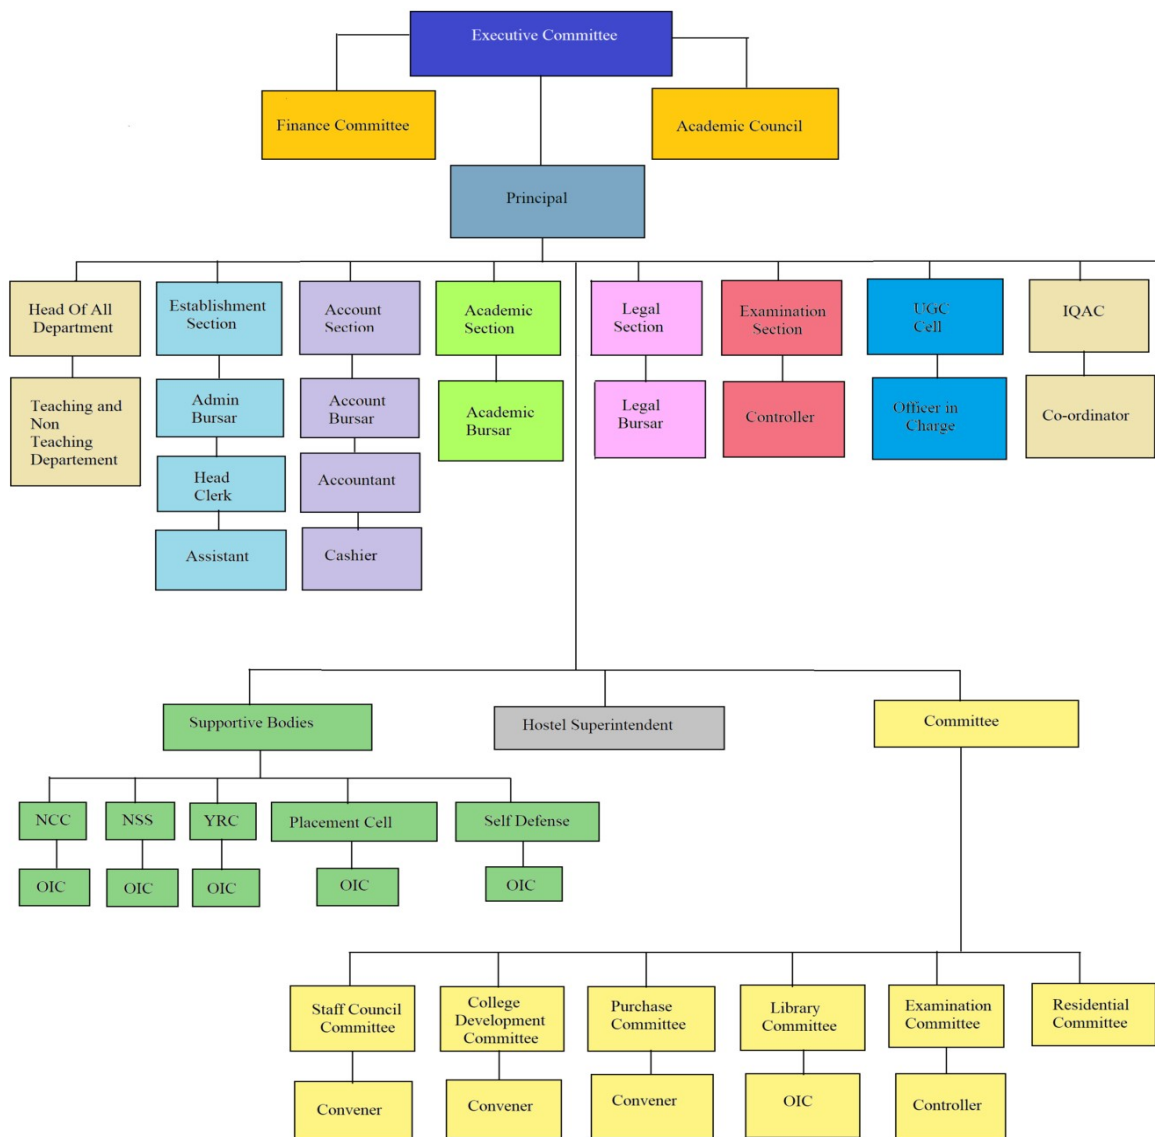 Executive Committee
Finance Committee
Academic Council
Principal
Head Of All
Department
Establishment
Section
Account
Section
Academic
Section
Legal
Section
Examination
Section
UGC
Cell
IQAC
Teaching and
Non
Teaching
Departement
Admin
Bursar
Account
Bursar
Academic
Bursar
Legal
Bursar
Controller
Officer in
Charge
Co-ordinator
Head
Clerk
Accountant
Assistant
Cashier
Supportive Bodies
Hostel Superintendent
Committee
NCC
NSS
YRC
Placement Cell
Self Defense
OIC
OIC
OIC
OIC
OIC
Staff Council
Committee
College
Development
Committee
Purchase
Committee
Library
Committee
Examination
Committee
Residential
Committee
Convener
Convener
Convener
OIC
Controller